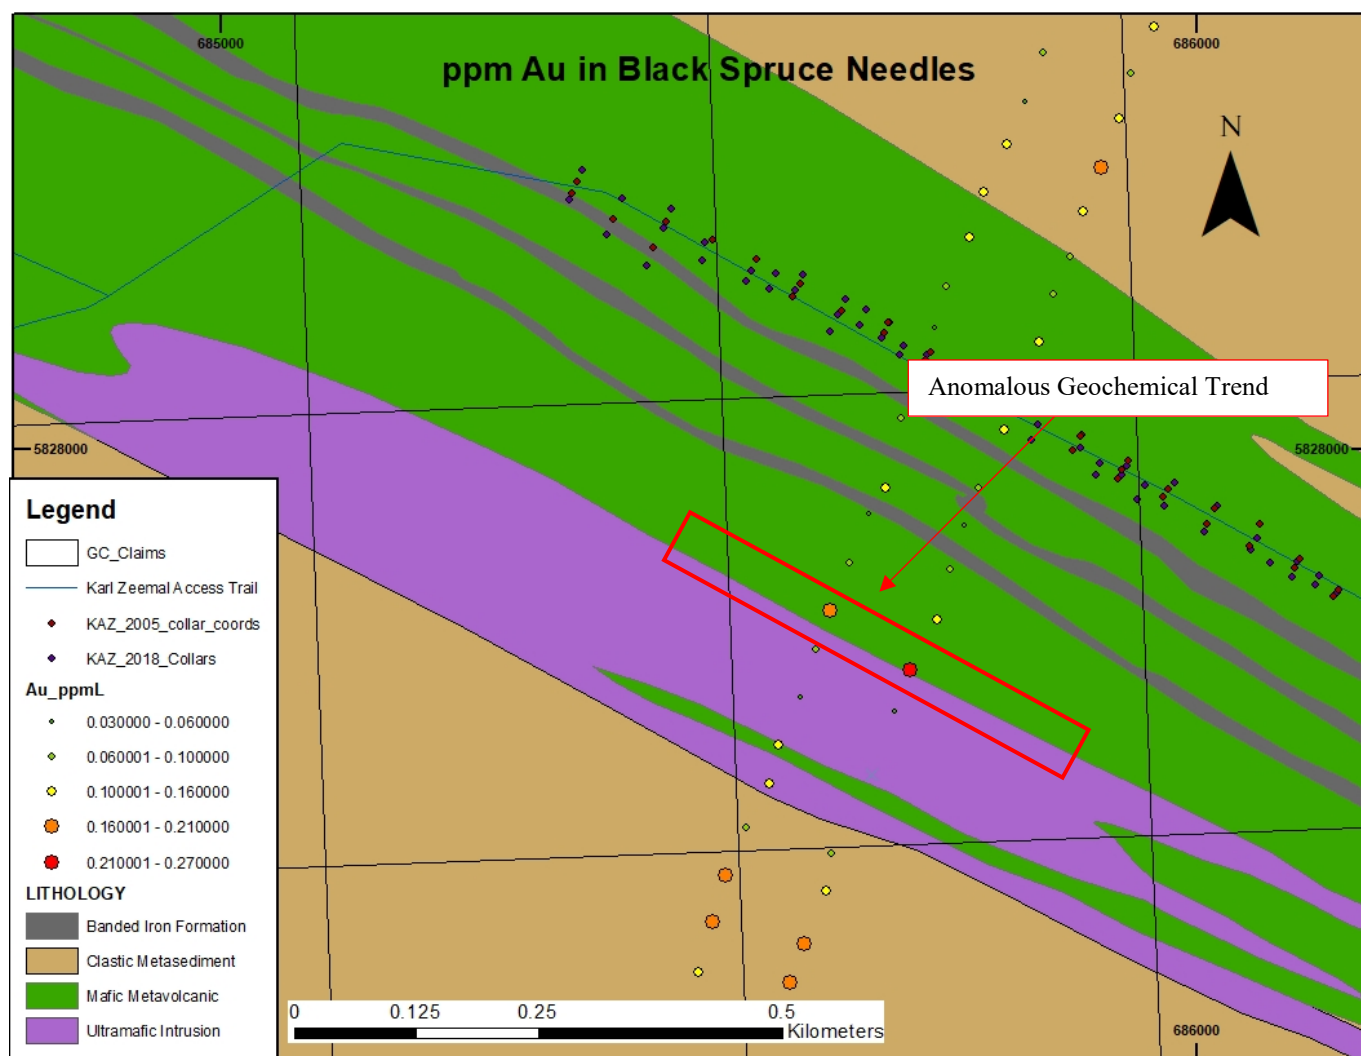 685000
686000
ppm Au in Black Spruce Needles
N
Anomalous Geochemical Trend
5828000
5828000
Legend
GC_Claims
Karl Zeemal Access Trail
KAZ_2005_collar_coords
KAZ_2018_Collars
Au_ppmL
0.030000 - 0.060000
0.060001 - 0.100000
0.100001 - 0.160000
0.160001 - 0.210000
0.210001 - 0.270000
LITHOLOGY
Banded Iron Formation
Clastic Metasediment
Mafic Metavolcanic
Ultramafic Intrusion
0 0.125 0.25 0.5
Kilometers
686000